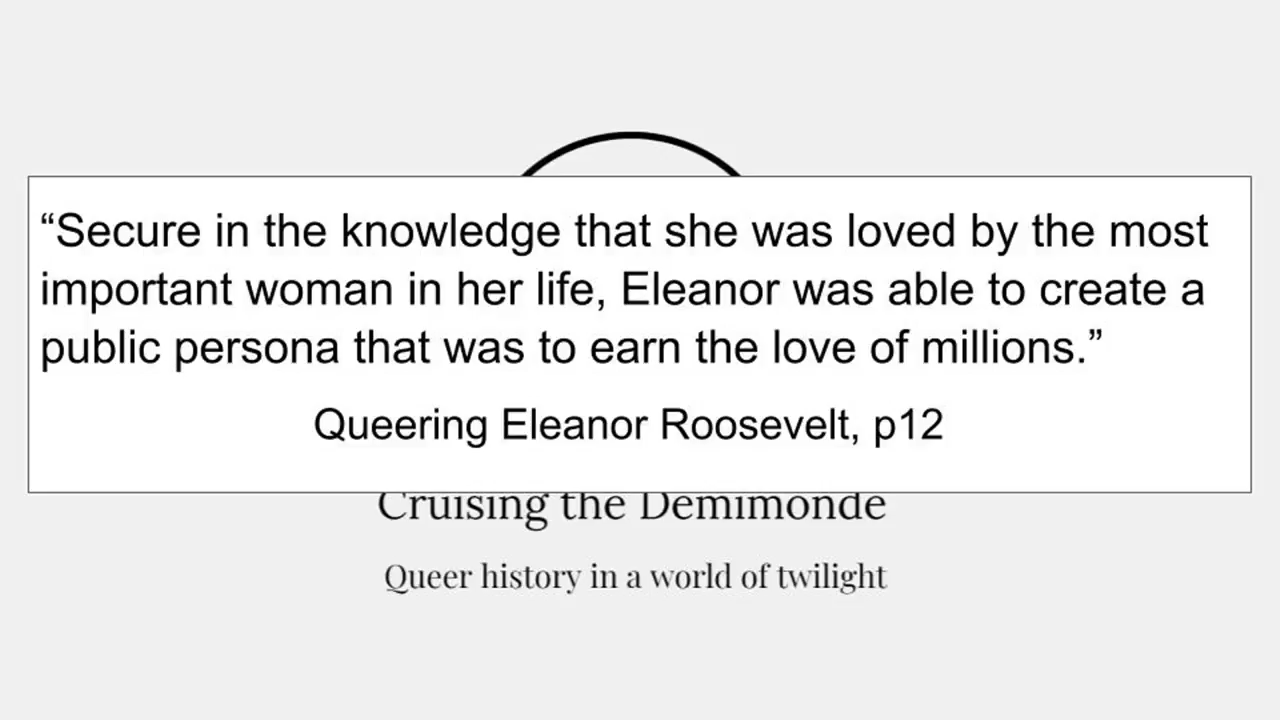 “Secure in the knowledge that she was loved by the most
important woman in her life, Eleanor was able to create a
public persona that was to earn the love of millions.”
Queering Eleanor Roosevelt, p12
Cruising the Demimonde
Queer history in a world of twilight